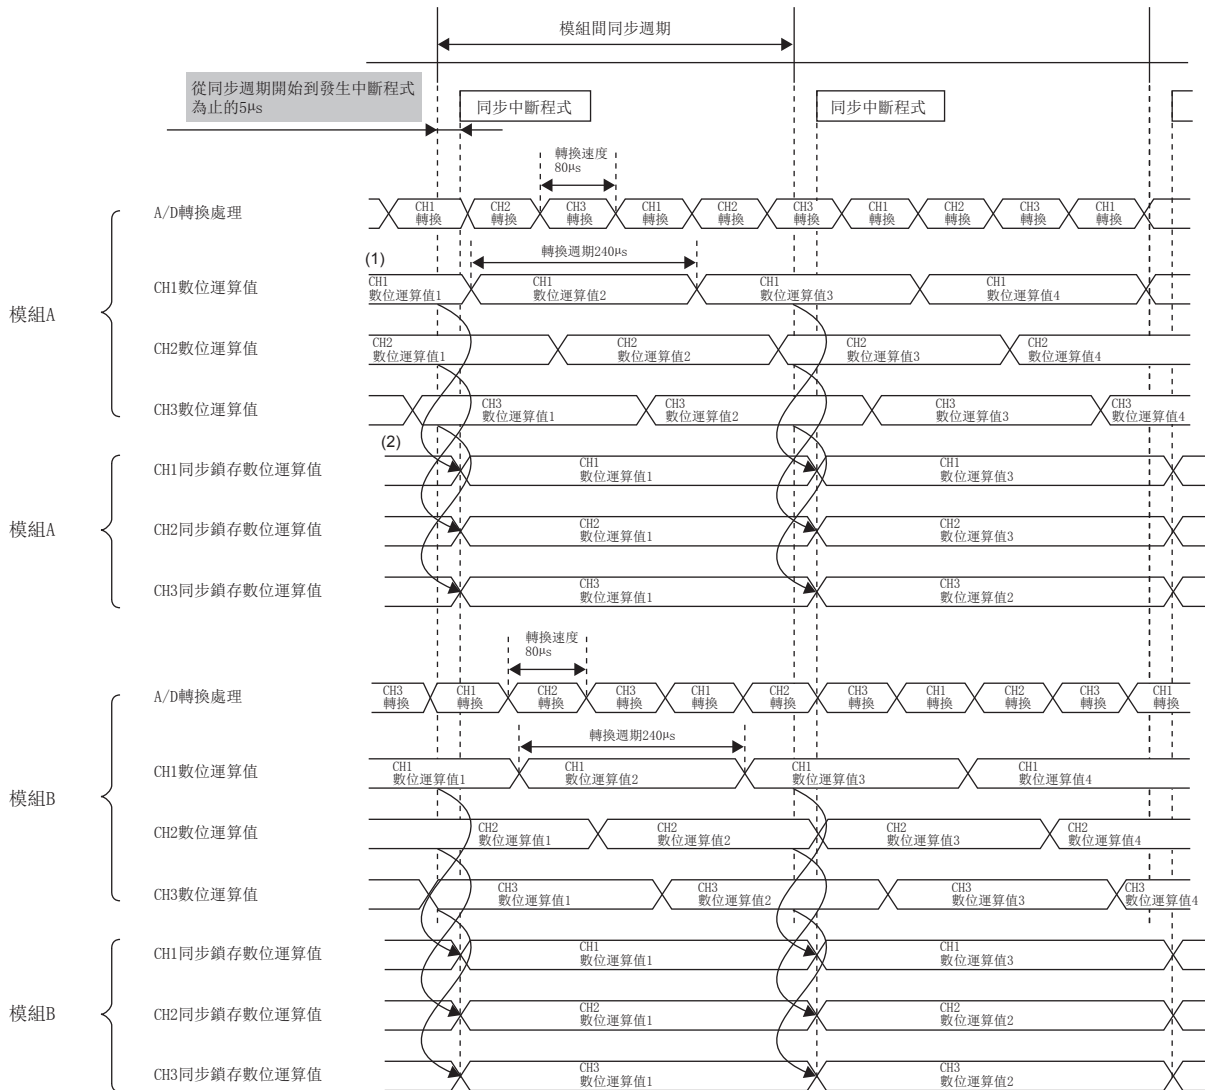 模組間同步週期
從同步週期開始到發生中斷程式
為止的5μs
同步中斷程式
同步中斷程式
轉換速度
80μs
模組A
A/D轉換處理
CH1
轉換
CH2
轉換
CH3
轉換
CH1
轉換
CH2
轉換
CH3
轉換
CH1
轉換
CH2
轉換
CH3
轉換
CH1
轉換
(1)
轉換週期240μs
CH1數位運算值
CH1
數位運算值1
CH1
數位運算值2
CH1
數位運算值3
CH1
數位運算值4
CH2數位運算值
CH2
數位運算值1
CH2
數位運算值2
CH2
數位運算值3
CH2
數位運算值4
CH3數位運算值
CH3
數位運算值1
CH3
數位運算值2
CH3
數位運算值3
CH3
數位運算值4
(2)
模組A
CH1同步鎖存數位運算值
CH1
數位運算值1
CH1
數位運算值3
CH2同步鎖存數位運算值
CH2
數位運算值1
CH2
數位運算值3
CH3同步鎖存數位運算值
CH3
數位運算值1
CH3
數位運算值2
轉換速度
80μs
模組B
A/D轉換處理
CH3
轉換
CH1
轉換
CH2
轉換
CH3
轉換
CH1
轉換
CH2
轉換
CH3
轉換
CH1
轉換
CH2
轉換
CH3
轉換
CH1
轉換
轉換週期240μs
CH1數位運算值
CH1
數位運算值1
CH1
數位運算值2
CH1
數位運算值3
CH1
數位運算值4
CH2數位運算值
CH2
數位運算值1
CH2
數位運算值2
CH2
數位運算值3
CH2
數位運算值4
CH3數位運算值
CH3
數位運算值1
CH3
數位運算值2
CH3
數位運算值3
CH3
數位運算值4
模組B
CH1同步鎖存數位運算值
CH1
數位運算值1
CH1
數位運算值3
CH2同步鎖存數位運算值
CH2
數位運算值1
CH2
數位運算值2
CH3同步鎖存數位運算值
CH3
數位運算值1
CH3
數位運算值2